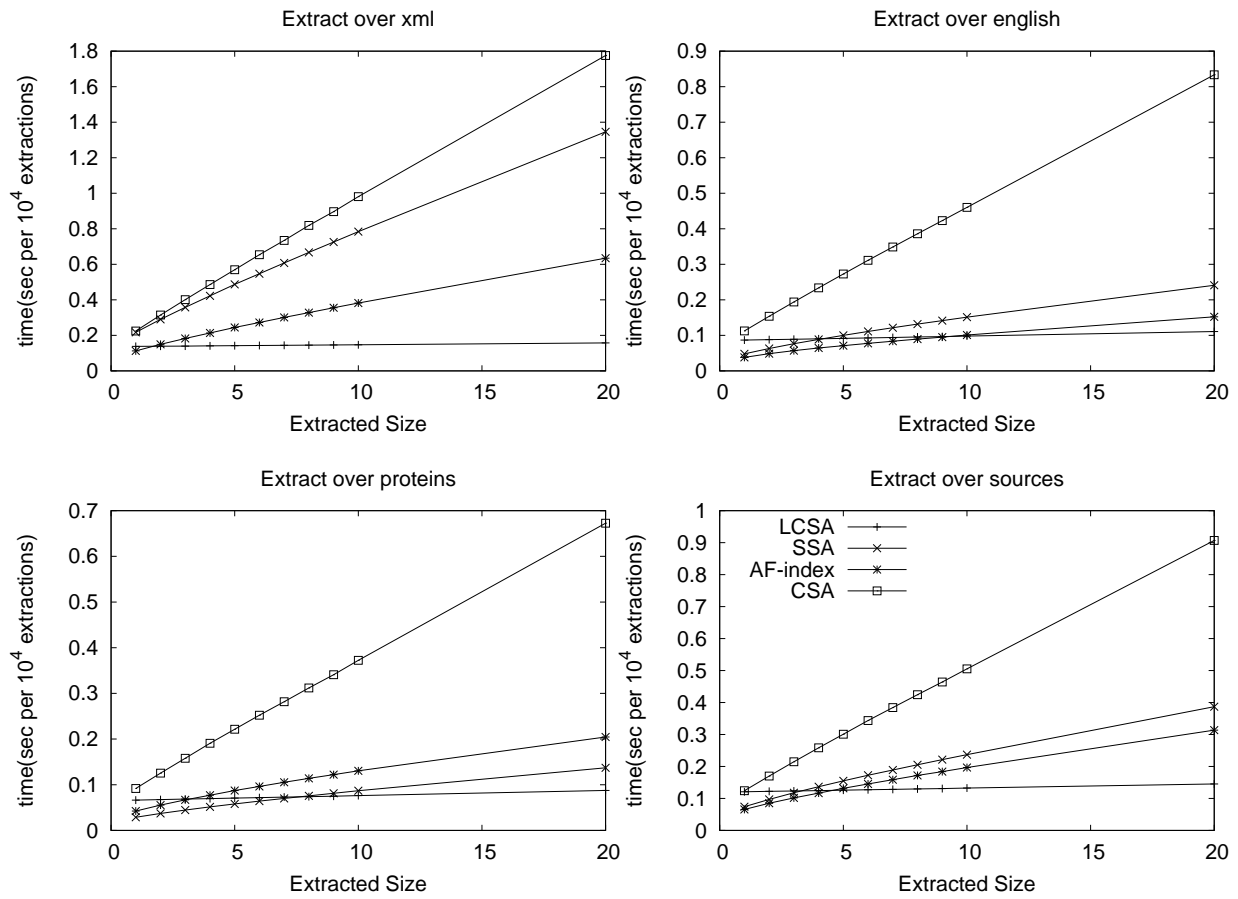 Extract over xml
time(sec per 10^4 extractions)
1.8
1.6
1.4
1.2
1
0.8
0.6
0.4
0.2
0
0 5 10 15 20
Extracted Size
Extract over english
time(sec per 10^4 extractions)
0.9
0.8
0.7
0.6
0.5
0.4
0.3
0.2
0.1
0
0 5 10 15 20
Extracted Size
Extract over proteins
time(sec per 10^4 extractions)
0.7
0.6
0.5
0.4
0.3
0.2
0.1
0
0 5 10 15 20
Extracted Size
Extract over sources
time(sec per 10^4 extractions)
1
0.9
0.8
0.7
0.6
0.5
0.4
0.3
0.2
0.1
0
LCSA
SSA
AF-index
CSA
0 5 10 15 20
Extracted Size